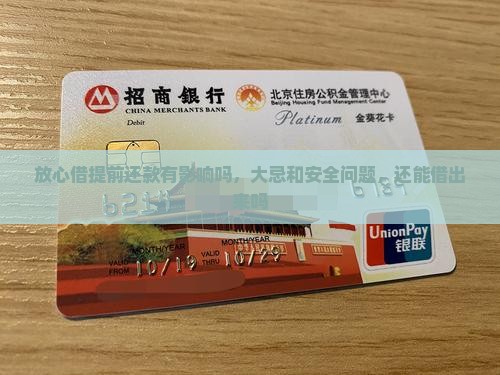 招商银行
CHINA MERCHANTS BANK
Debit
北京住房公积金管理中心
Beijing Housing Fund Management Center
Platinum 金葵花卡
放心借提前还款有影响吗，大忌和安全问题，还能借出
吗
VALID FROM
MONTH/YEAR
10/19
VALID THRU
MONTH/YEAR
10/29
UnionPay
银联